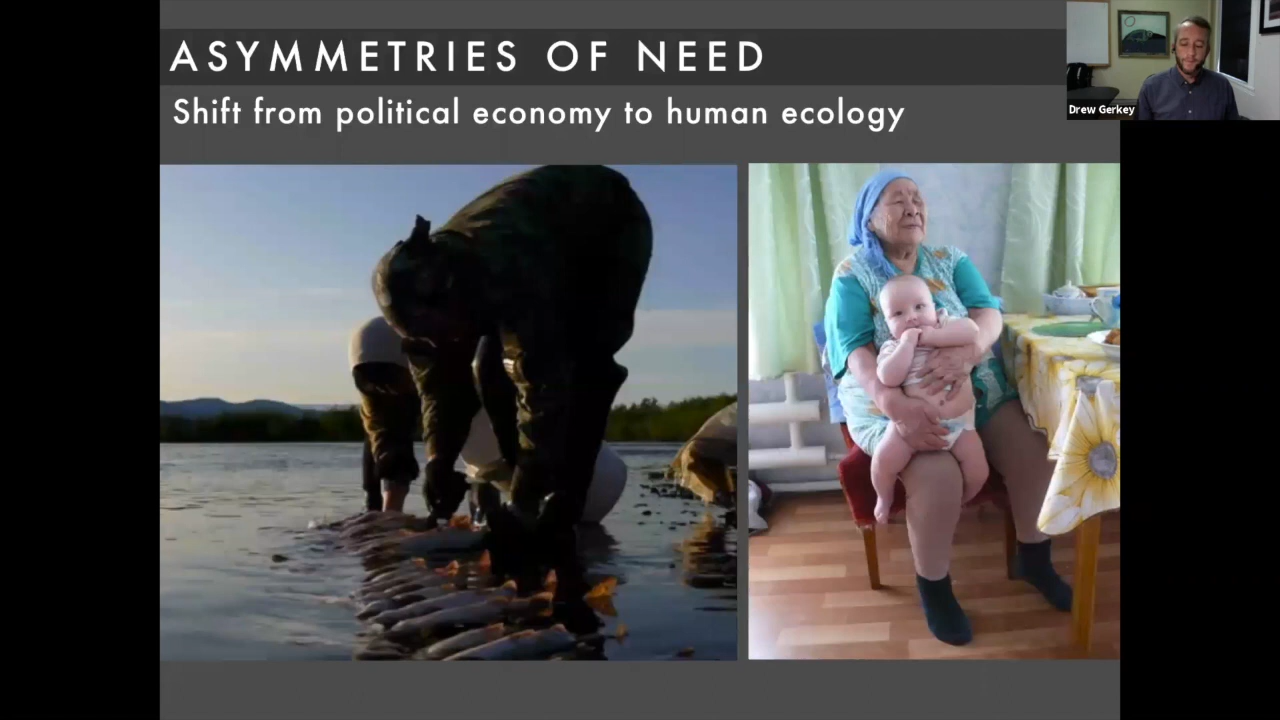 ASYMMETRIES OF NEED
Shift from political economy to human ecology
Drew Gerkey